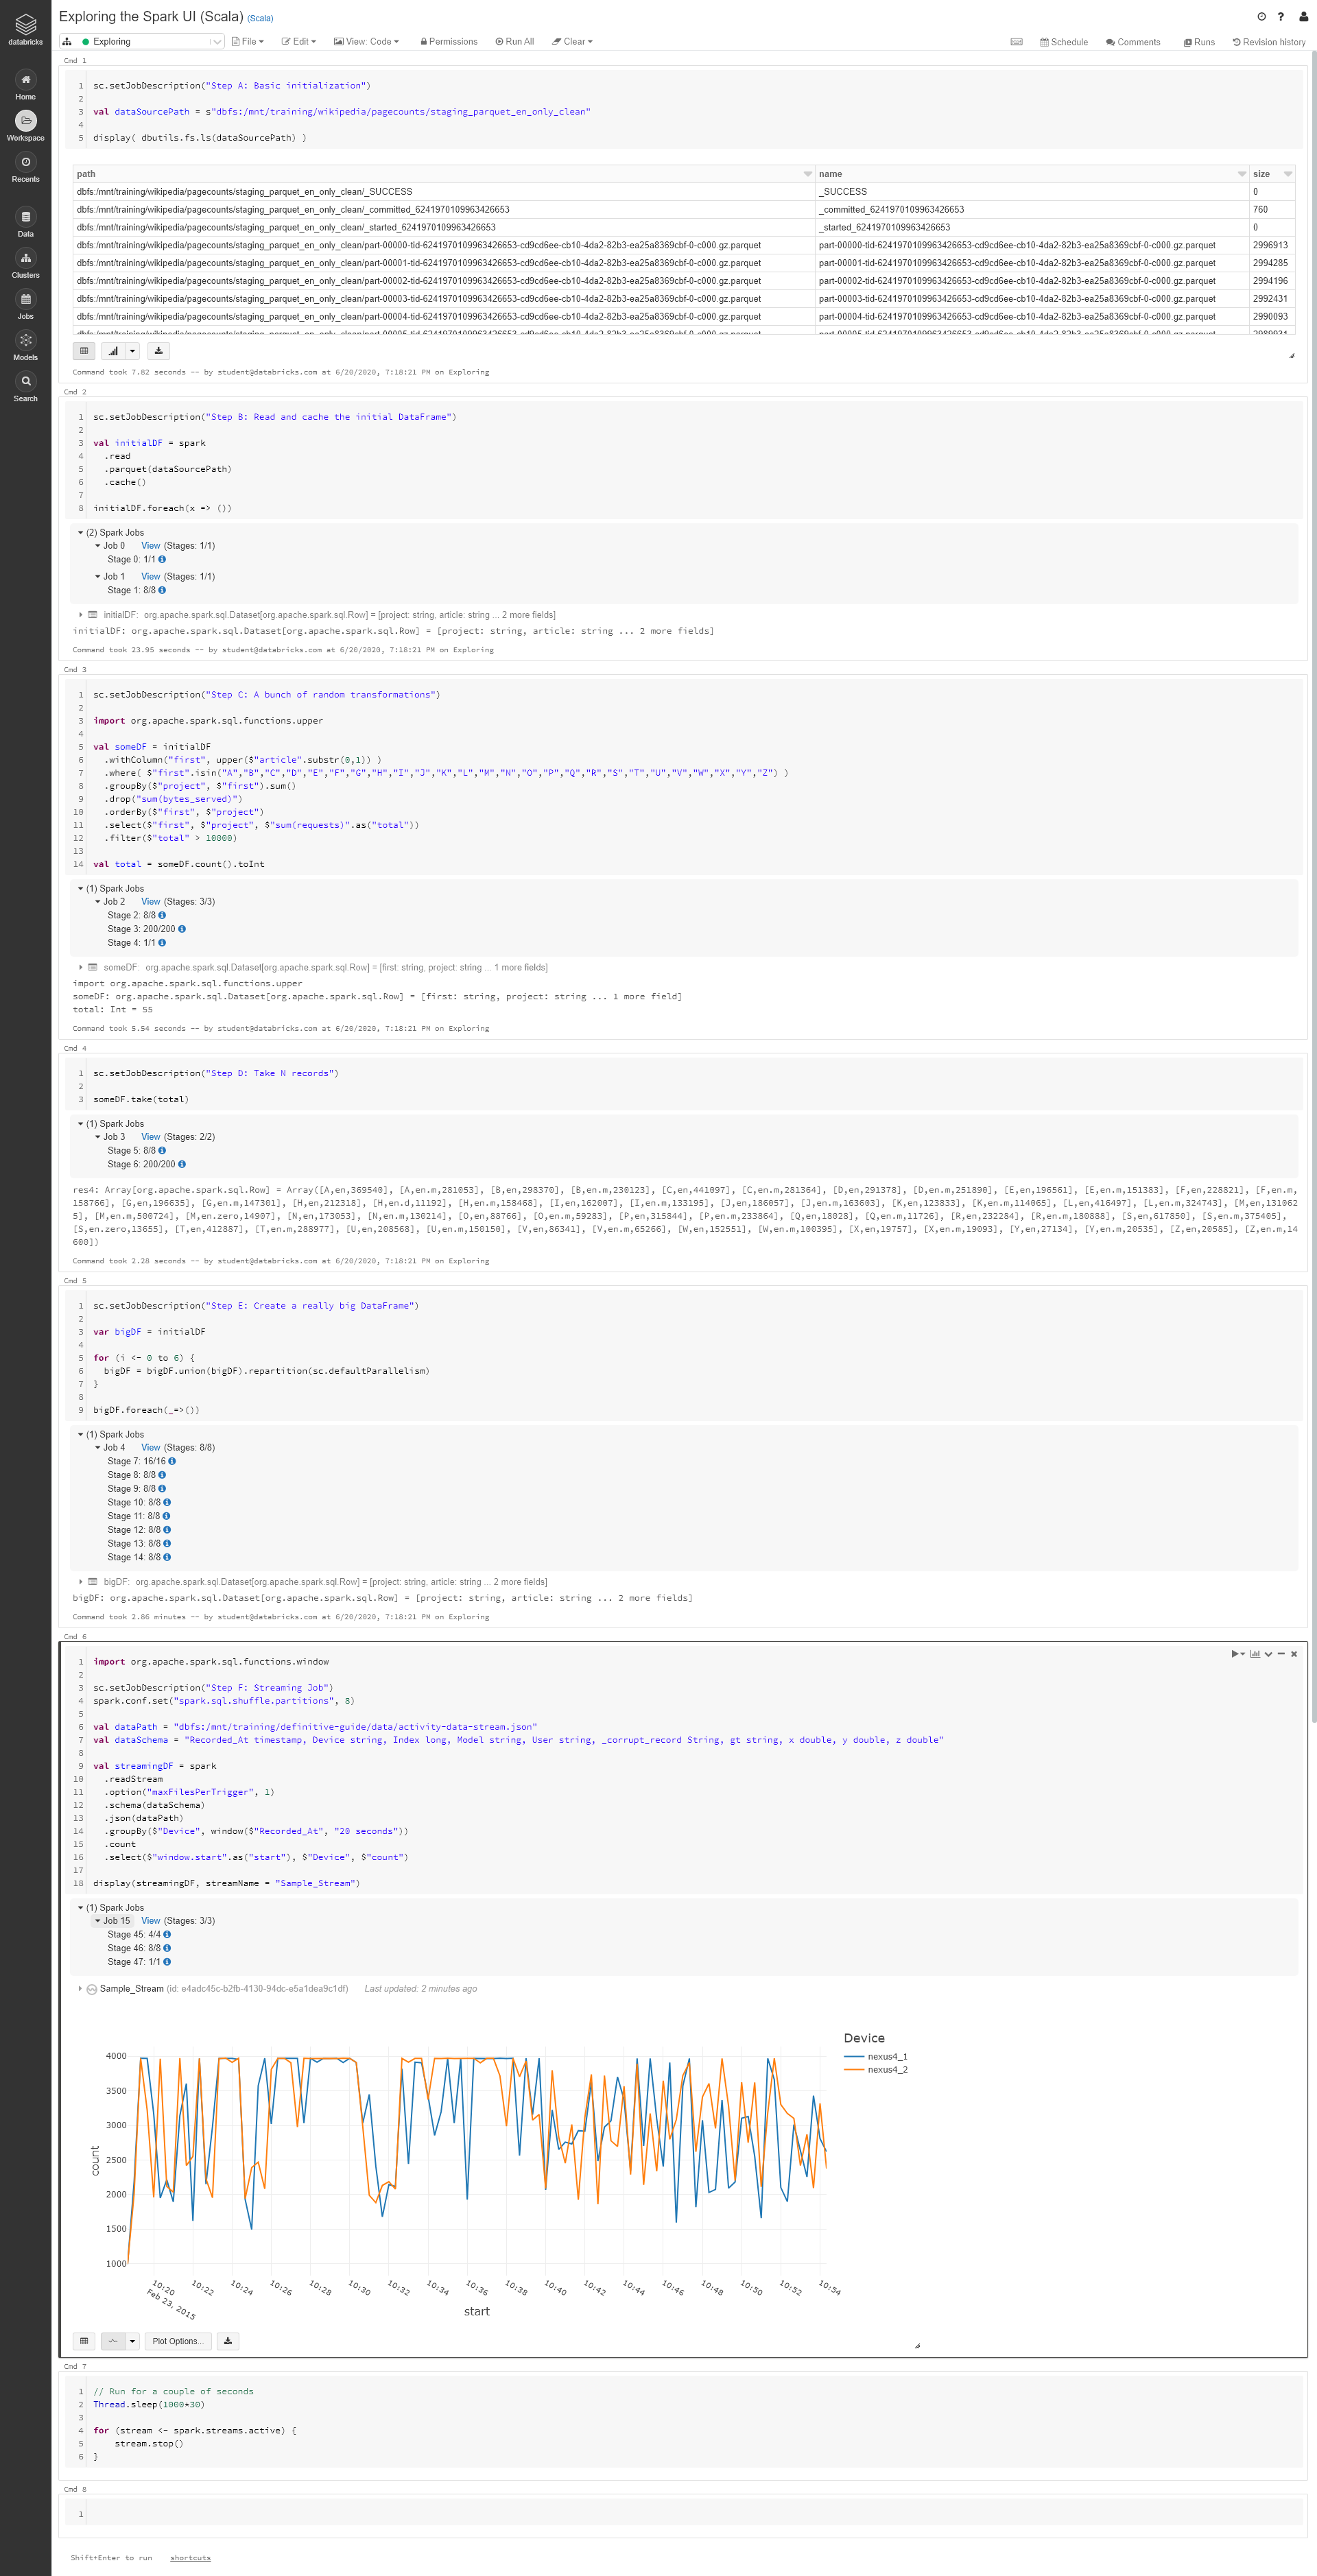 Exploring the Spark UI (Scala) (Scala)
databricks
Home
Workspace
Recents
Data
Clusters
Jobs
Models
Search
Exploring File Edit View: Code Permissions Run All Clear Schedule Comments Runs Revision history
Cmd 1
1 sc.setJobDescription("Step A: Basic initialization")
2
3 val dataSourcePath = s"dbfs:/mnt/training/wikipedia/pagecounts/staging_parquet_en_only_clean"
4
5 display( dbutils.fs.ls(dataSourcePath) )
path name size
dbfs:/mnt/training/wikipedia/pagecounts/staging_parquet_en_only_clean/_SUCCESS _SUCCESS 0
dbfs:/mnt/training/wikipedia/pagecounts/staging_parquet_en_only_clean/_committed_6241970109963426653 _committed_6241970109963426653 760
dbfs:/mnt/training/wikipedia/pagecounts/staging_parquet_en_only_clean/_started_6241970109963426653 _started_6241970109963426653 0
dbfs:/mnt/training/wikipedia/pagecounts/staging_parquet_en_only_clean/part-00000-tid-6241970109963426653-cd9cd6ee-cb10-4da2-82b3-ea25a8369cbf-0-c000.gz.parquet part-00000-tid-6241970109963426653-cd9cd6ee-cb10-4da2-82b3-ea25a8369cbf-0-c000.gz.parquet 2996913
dbfs:/mnt/training/wikipedia/pagecounts/staging_parquet_en_only_clean/part-00001-tid-6241970109963426653-cd9cd6ee-cb10-4da2-82b3-ea25a8369cbf-0-c000.gz.parquet part-00001-tid-6241970109963426653-cd9cd6ee-cb10-4da2-82b3-ea25a8369cbf-0-c000.gz.parquet 2994285
dbfs:/mnt/training/wikipedia/pagecounts/staging_parquet_en_only_clean/part-00002-tid-6241970109963426653-cd9cd6ee-cb10-4da2-82b3-ea25a8369cbf-0-c000.gz.parquet part-00002-tid-6241970109963426653-cd9cd6ee-cb10-4da2-82b3-ea25a8369cbf-0-c000.gz.parquet 2994196
dbfs:/mnt/training/wikipedia/pagecounts/staging_parquet_en_only_clean/part-00003-tid-6241970109963426653-cd9cd6ee-cb10-4da2-82b3-ea25a8369cbf-0-c000.gz.parquet part-00003-tid-6241970109963426653-cd9cd6ee-cb10-4da2-82b3-ea25a8369cbf-0-c000.gz.parquet 2992431
dbfs:/mnt/training/wikipedia/pagecounts/staging_parquet_en_only_clean/part-00004-tid-6241970109963426653-cd9cd6ee-cb10-4da2-82b3-ea25a8369cbf-0-c000.gz.parquet part-00004-tid-6241970109963426653-cd9cd6ee-cb10-4da2-82b3-ea25a8369cbf-0-c000.gz.parquet 2990093
Command took 7.82 seconds -- by student@databricks.com at 6/20/2020, 7:18:21 PM on Exploring
Cmd 2
1 sc.setJobDescription("Step B: Read and cache the initial DataFrame")
2
3 val initialDF = spark
4 .read
5 .parquet(dataSourcePath)
6 .cache()
7
8 initialDF.foreach(x => ())
(2) Spark Jobs
Job 0 View (Stages: 1/1)
Stage 0: 1/1
Job 1 View (Stages: 1/1)
Stage 1: 8/8
initialDF: org.apache.spark.sql.Dataset[org.apache.spark.sql.Row] = [project: string, article: string ... 2 more fields]
initialDF: org.apache.spark.sql.Dataset[org.apache.spark.sql.Row] = [project: string, article: string ... 2 more fields]
Command took 23.95 seconds -- by student@databricks.com at 6/20/2020, 7:18:21 PM on Exploring
Cmd 3
1 sc.setJobDescription("Step C: A bunch of random transformations")
2
3 import org.apache.spark.sql.functions.upper
4
5 val someDF = initialDF
6 .withColumn("first", upper($"article".substr(0,1)) )
7 .where( $"first".isin("A","B","C","D","E","F","G","H","I","J","K","L","M","N","O","P","Q","R","S","T","U","V","W","X","Y","Z") )
8 .groupBy($"project", $"first").sum()
9 .drop("sum(bytes_served)")
10 .orderBy($"first", $"project")
11 .select($"first", $"project", $"sum(requests)".as("total"))
12 .filter($"total" > 10000)
13
14 val total = someDF.count().toInt
(1) Spark Jobs
Job 2 View (Stages: 3/3)
Stage 2: 8/8
Stage 3: 200/200
Stage 4: 1/1
someDF: org.apache.spark.sql.Dataset[org.apache.spark.sql.Row] = [first: string, project: string ... 1 more fields]
import org.apache.spark.sql.functions.upper
someDF: org.apache.spark.sql.Dataset[org.apache.spark.sql.Row] = [first: string, project: string ... 1 more field]
total: Int = 55
Command took 5.54 seconds -- by student@databricks.com at 6/20/2020, 7:18:21 PM on Exploring
Cmd 4
1 sc.setJobDescription("Step D: Take N records")
2
3 someDF.take(total)
(1) Spark Jobs
Job 3 View (Stages: 2/2)
Stage 5: 8/8
Stage 6: 200/200
res4: Array[org.apache.spark.sql.Row] = Array([A,en,369540], [A,en.m,281053], [B,en,298370], [B,en.m,230123], [C,en,441097], [C,en.m,281364], [D,en,291378], [D,en.m,251890], [E,en,196561], [E,en.m,151383], [F,en,228821], [F,en.m,
158766], [G,en,196635], [G,en.m,147301], [H,en,212318], [H,en.d,11192], [H,en.m,158468], [I,en,162007], [I,en.m,133195], [J,en,186057], [J,en.m,163603], [K,en,123833], [K,en.m,114065], [L,en,416497], [L,en.m,324743], [M,en,131062
5], [M,en.m,500724], [M,en.zero,14907], [N,en,173053], [N,en.m,130214], [O,en,88766], [O,en.m,59283], [P,en,315844], [P,en.m,233864], [Q,en,18028], [Q,en.m,11726], [R,en,232284], [R,en.m,180888], [S,en,617850], [S,en.m,375405],
[S,en.zero,13655], [T,en,412887], [T,en.m,289777], [U,en,208568], [U,en.m,150150], [V,en,86341], [V,en.m,65266], [W,en,152551], [W,en.m,100395], [X,en,19757], [X,en.m,19093], [Y,en,27134], [Y,en.m,20535], [Z,en,20585], [Z,en.m,14
600])
Command took 2.28 seconds -- by student@databricks.com at 6/20/2020, 7:18:21 PM on Exploring
Cmd 5
1 sc.setJobDescription("Step E: Create a really big DataFrame")
2
3 var bigDF = initialDF
4
5 for (i <- 0 to 6) {
6 bigDF = bigDF.union(bigDF).repartition(sc.defaultParallelism)
7 }
8
9 bigDF.foreach(_=>())
(1) Spark Jobs
Job 4 View (Stages: 8/8)
Stage 7: 16/16
Stage 8: 8/8
Stage 9: 8/8
Stage 10: 8/8
Stage 11: 8/8
Stage 12: 8/8
Stage 13: 8/8
Stage 14: 8/8
bigDF: org.apache.spark.sql.Dataset[org.apache.spark.sql.Row] = [project: string, article: string ... 2 more fields]
bigDF: org.apache.spark.sql.Dataset[org.apache.spark.sql.Row] = [project: string, article: string ... 2 more fields]
Command took 2.86 minutes -- by student@databricks.com at 6/20/2020, 7:18:21 PM on Exploring
Cmd 6
1 import org.apache.spark.sql.functions.window
2
3 sc.setJobDescription("Step F: Streaming Job")
4 spark.conf.set("spark.sql.shuffle.partitions", 8)
5
6 val dataPath = "dbfs:/mnt/training/definitive-guide/data/activity-data-stream.json"
7 val dataSchema = "Recorded_At timestamp, Device string, Index long, Model string, User string, _corrupt_record String, gt string, x double, y double, z double"
8
9 val streamingDF = spark
10 .readStream
11 .option("maxFilesPerTrigger", 1)
12 .schema(dataSchema)
13 .json(dataPath)
14 .groupBy($"Device", window($"Recorded_At", "20 seconds"))
15 .count
16 .select($"window.start".as("start"), $"Device", $"count")
17
18 display(streamingDF, streamName = "Sample_Stream")
(1) Spark Jobs
Job 15 View (Stages: 3/3)
Stage 45: 4/4
Stage 46: 8/8
Stage 47: 1/1
Sample_Stream (id: e4adc45c-b2fb-4130-94dc-e5a1dea9c1df) Last updated: 2 minutes ago
Device
nexus4_1
nexus4_2
4000
3500
3000
2500
2000
1500
1000
count
10:20 10:22 10:24 10:26 10:28 10:30 10:32 10:34 10:36 10:38 10:40 10:42 10:44 10:46 10:48 10:50 10:52 10:54
Feb 23, 2015
start
Plot Options...
Cmd 7
1 // Run for a couple of seconds
2 Thread.sleep(1000*30)
3
4 for (stream <- spark.streams.active) {
5 stream.stop()
6 }
Cmd 8
1
Shift+Enter to run shortcuts